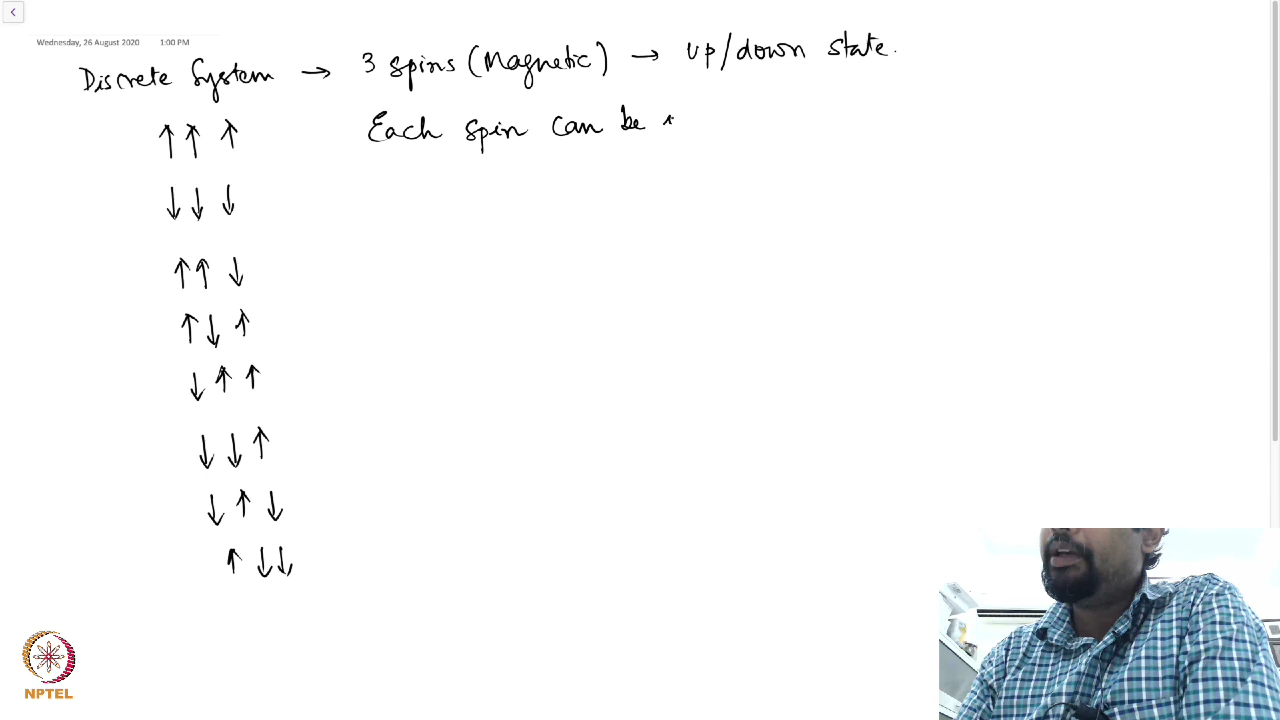 Wednesday, 26 August 2020 1:00 PM
Discrete System → 3 spins (Magnetic) → up/down state.
↑↑ ↑ Each spin can be
↓↓ ↓
↑↑ ↓
↑↓ ↑
↓↑ ↑
↓↓↑
↓↑↓
↑↓↓
NPTEL